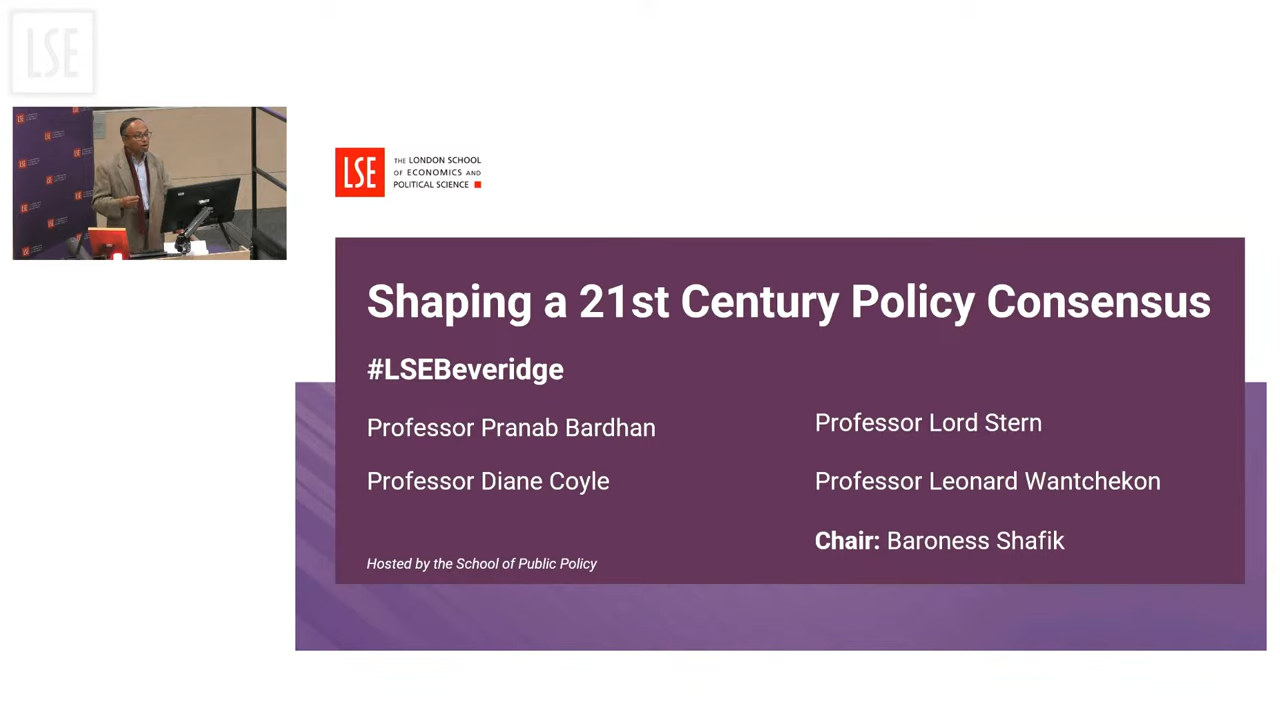 LSE
LSE
THE LONDON SCHOOL
OF ECONOMICS AND
POLITICAL SCIENCE
Shaping a 21st Century Policy Consensus
#LSEBeveridge
Professor Pranab Bardhan
Professor Diane Coyle
Hosted by the School of Public Policy
Professor Lord Stern
Professor Leonard Wantchekon
Chair: Baroness Shafik